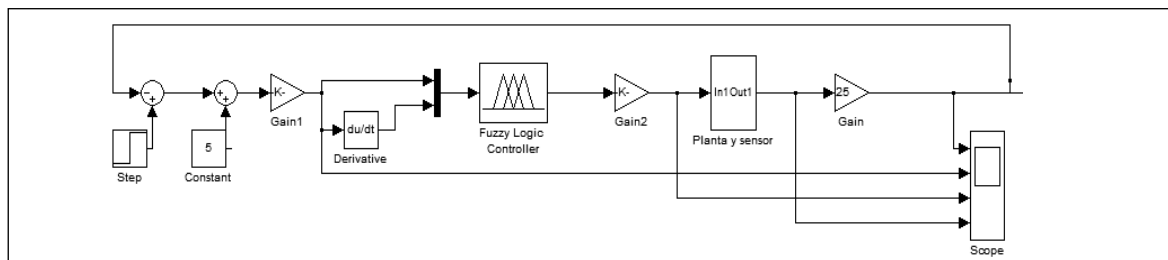 -
+
Step
+
+
5
Constant
K-
Gain1
du/dt
Derivative
Fuzzy Logic
Controller
K-
Gain2
In1 Out1
Planta y sensor
25
Gain
Scope